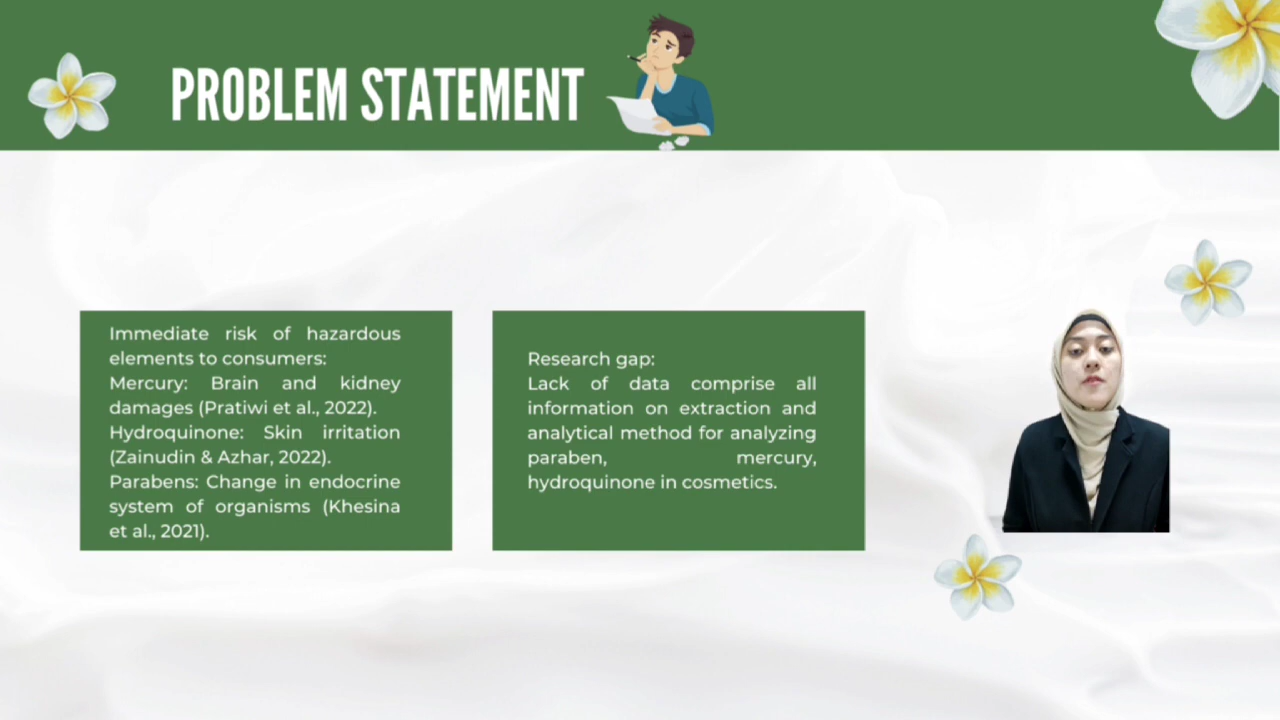 PROBLEM STATEMENT
Immediate risk of hazardous
elements to consumers:
Mercury: Brain and kidney
damages (Pratiwi et al., 2022).
Hydroquinone: Skin irritation
(Zainudin & Azhar, 2022).
Parabens: Change in endocrine
system of organisms (Khesina
et al., 2021).
Research gap:
Lack of data comprise all
information on extraction and
analytical method for analyzing
paraben, mercury,
hydroquinone in cosmetics.